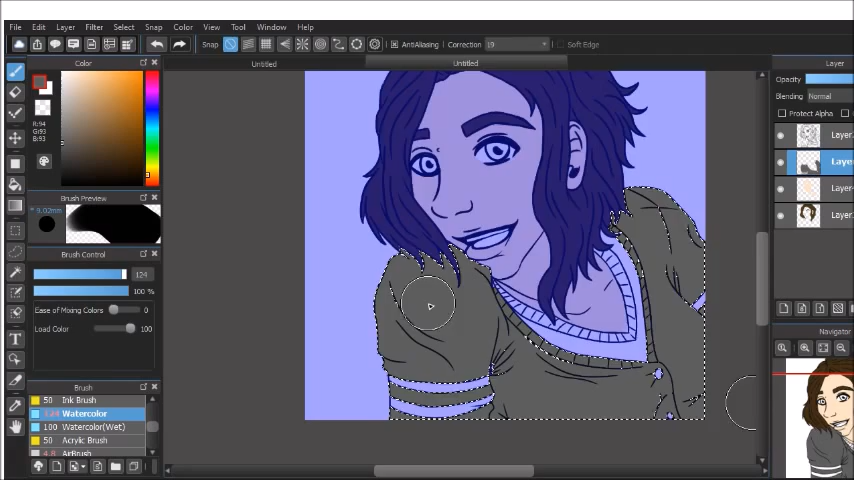 File Edit Layer Filter Select Snap Color View Tool Window Help
Snap AntiAliasing Correction 19 Soft Edge
Color
Untitled Untitled
Layer
Opacity
Blending Normal
Protect Alpha
R:94
G:93
B:93
Layer
Layer
Layer
Layer
Brush Preview
9.02mm
Brush Control
124
100 %
Ease of Mixing Colors 0
Load Color 100
Navigator
Brush
50 Ink Brush
124 Watercolor
100 Watercolor(Wet)
50 Acrylic Brush
4.8 AirBrush